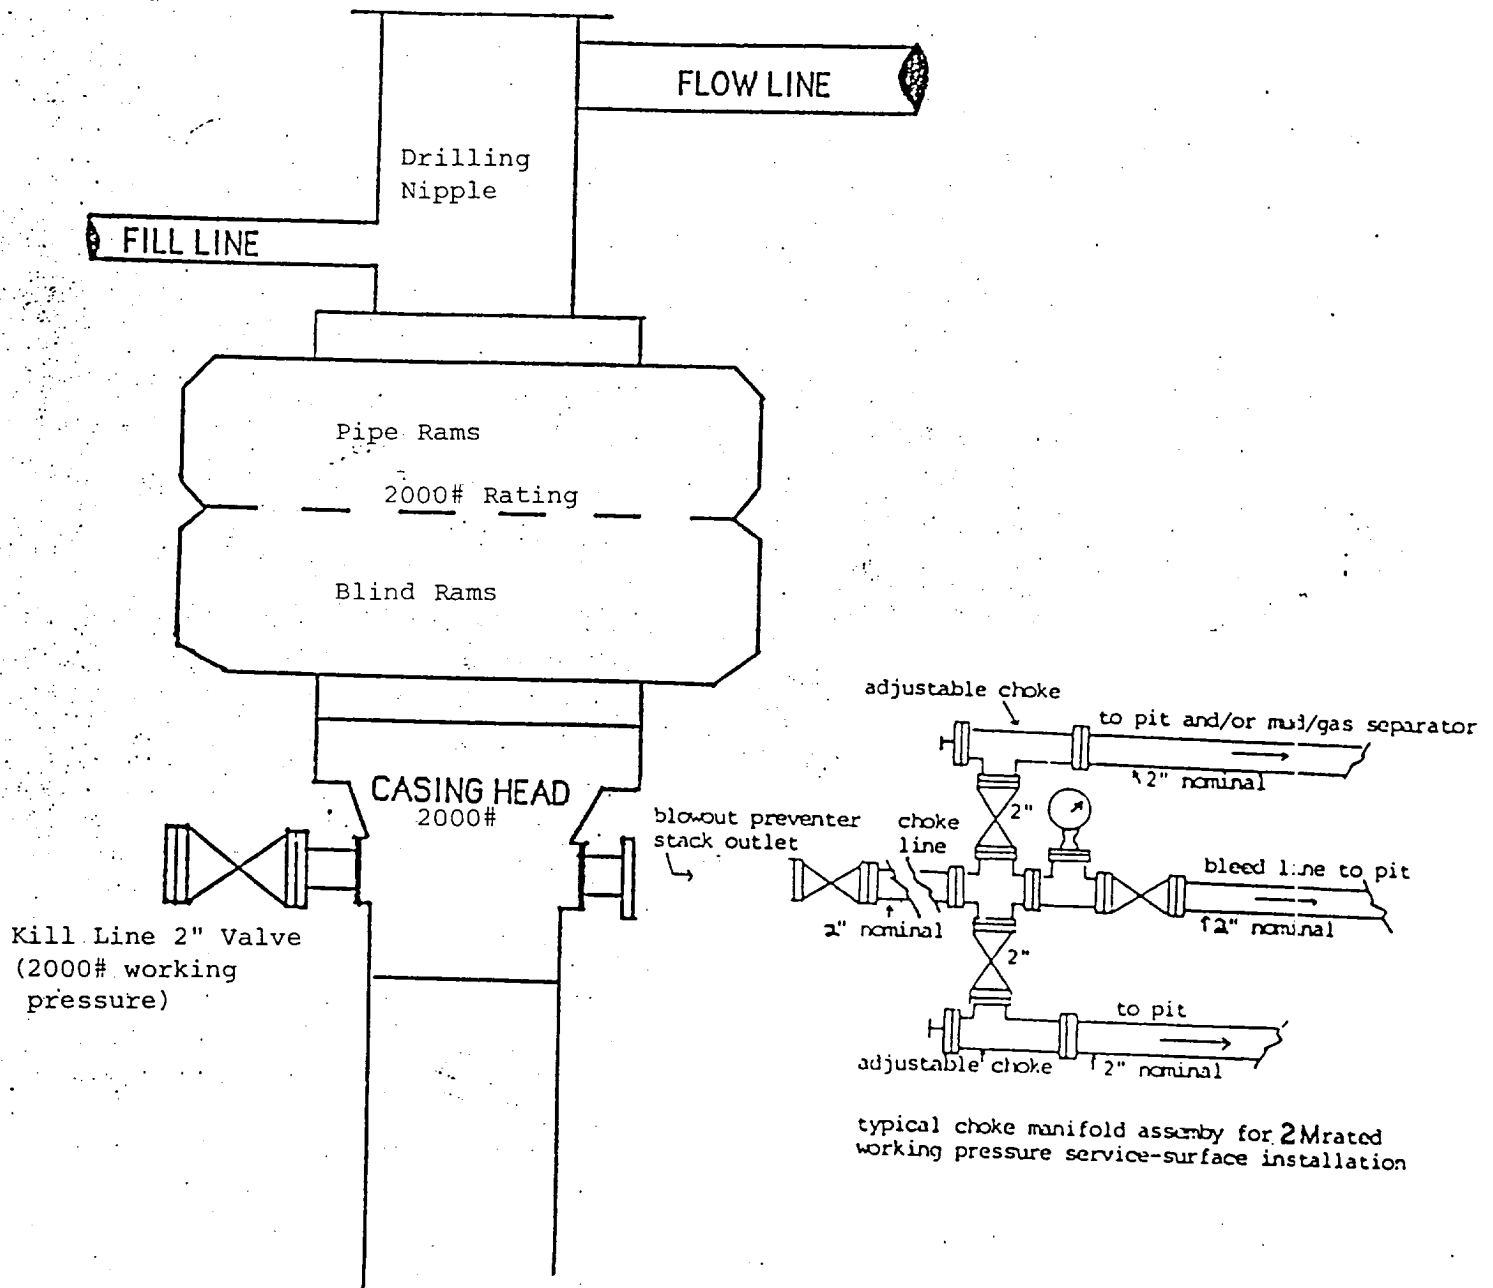 FLOW LINE
Drilling
Nipple
FILL LINE
Pipe Rams
2000# Rating
Blind Rams
CASING HEAD
2000#
Kill Line 2" Valve
(2000# working
pressure)
blowout preventer
stack outlet
choke
line
2" nominal
adjustable choke
to pit and/or mud/gas separator
2" nominal
2"
bleed line to pit
2" nominal
2"
to pit
adjustable choke
2" nominal
typical choke manifold assemby for 2M rated
working pressure service-surface installation